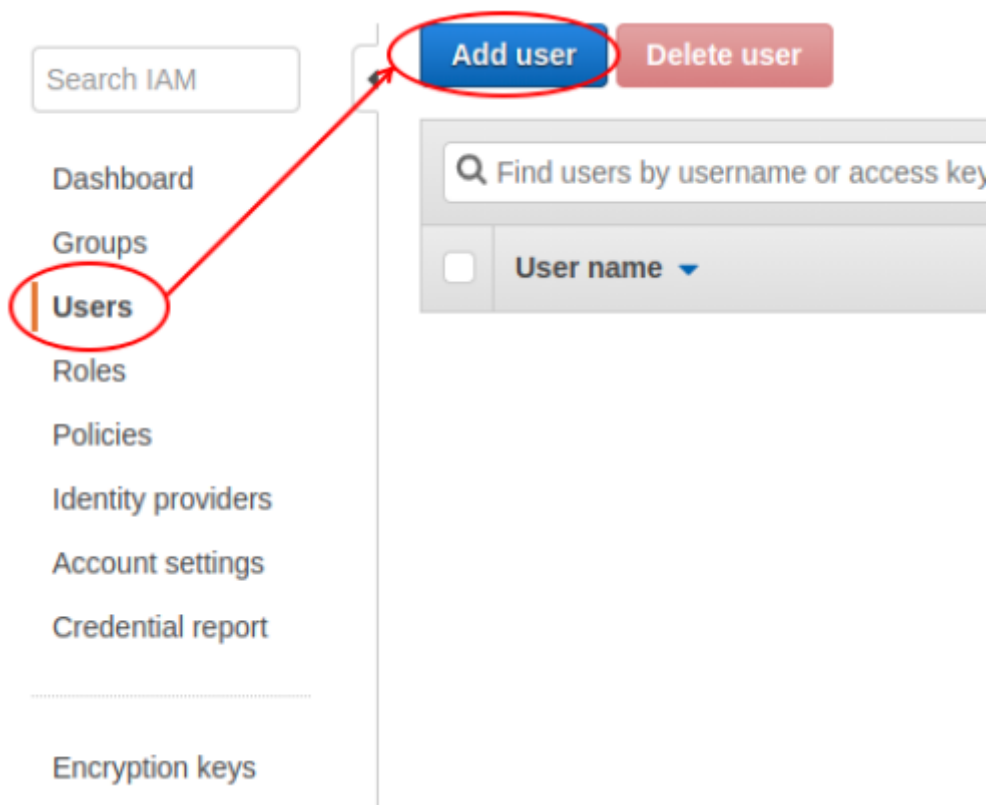 Search IAM
Dashboard
Groups
Users
Roles
Policies
Identity providers
Account settings
Credential report
Encryption keys
Add user
Delete user
Find users by username or access key
User name